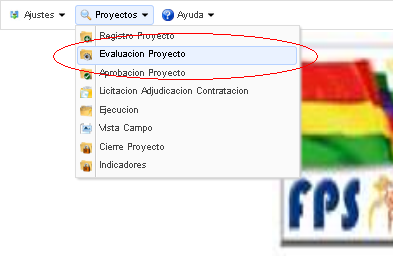 Ajustes Proyectos Ayuda
Registro Proyecto
Evaluacion Proyecto
Aprobacion Proyecto
Licitacion Adjudicacion Contratacion
Ejecucion
Vista Campo
Cierre Proyecto
Indicadores
FPS